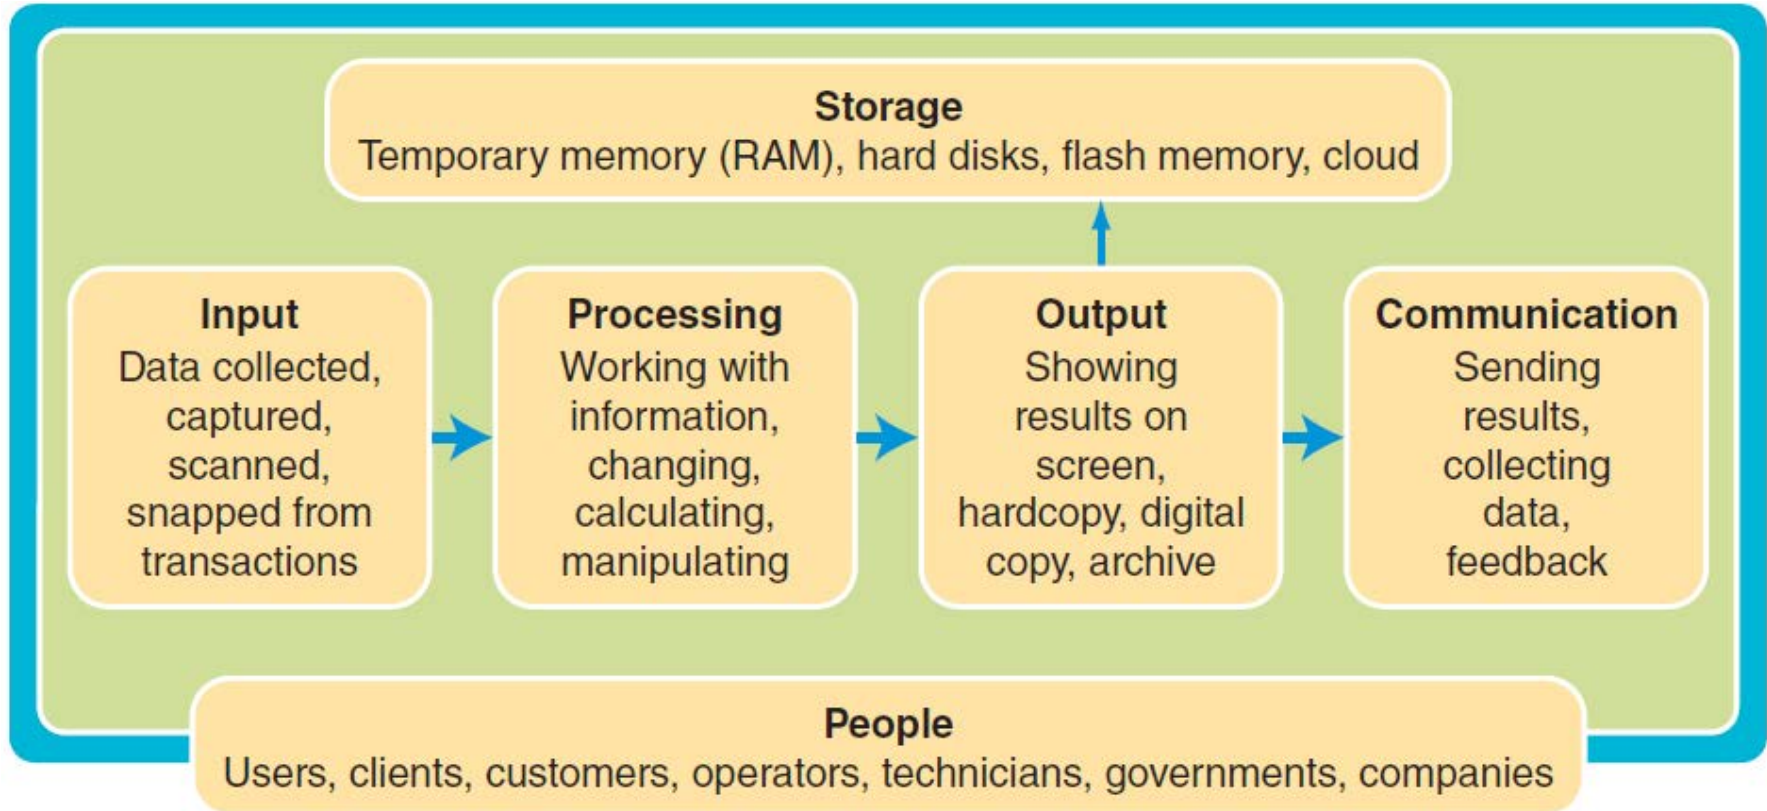 Storage
Temporary memory (RAM), hard disks, flash memory, cloud
Input
Data collected,
captured,
scanned,
snapped from
transactions
Processing
Working with
information,
changing,
calculating,
manipulating
Output
Showing
results on
screen,
hardcopy, digital
copy, archive
Communication
Sending
results,
collecting
data,
feedback
People
Users, clients, customers, operators, technicians, governments, companies